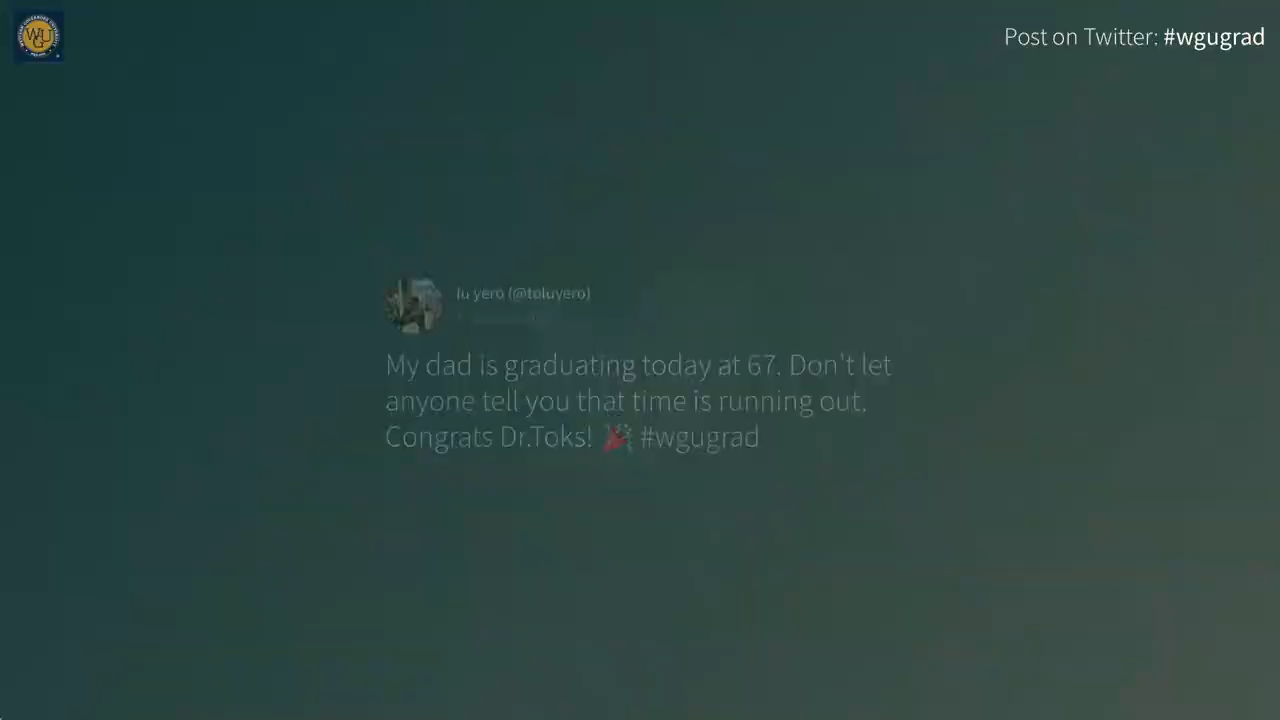 WGU
Post on Twitter: #wgugrad
lu yero (@toluyero)
My dad is graduating today at 67. Don't let
anyone tell you that time is running out.
Congrats Dr.Toks! 🎉 #wgugrad